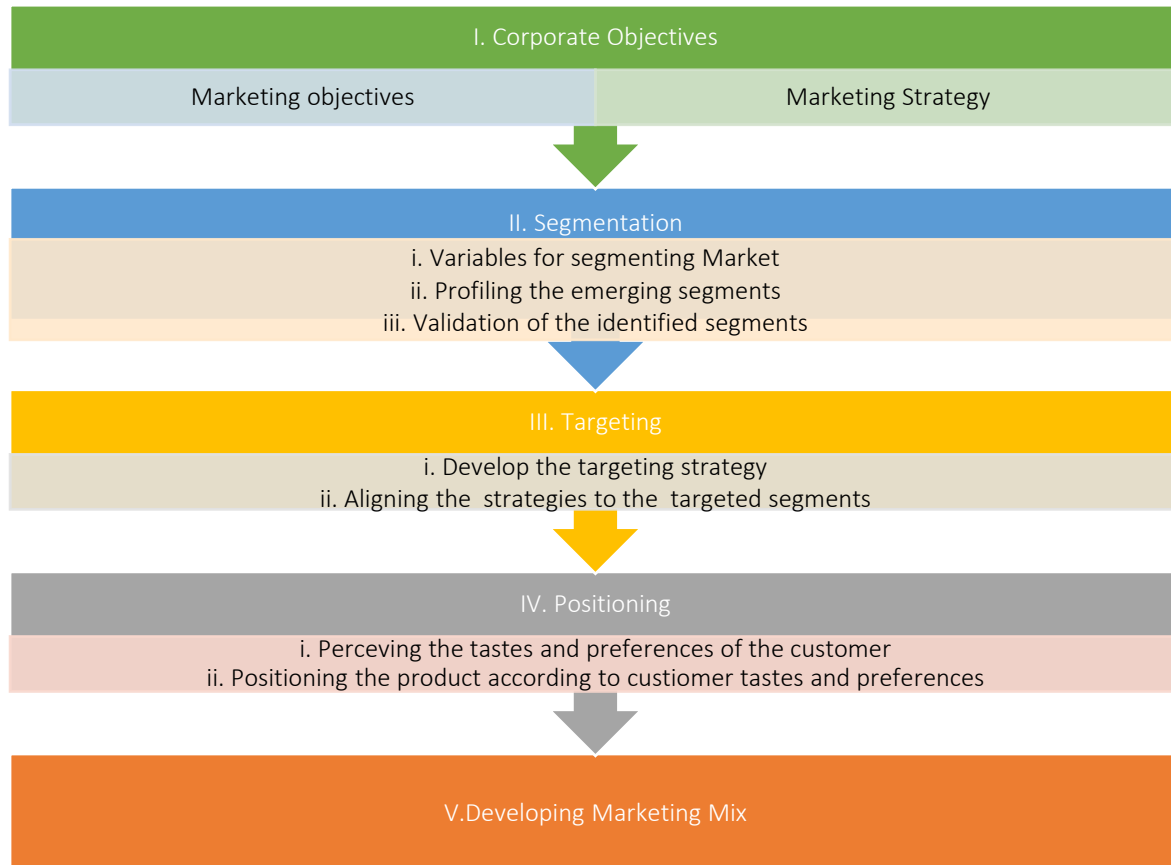 I. Corporate Objectives
Marketing objectives
Marketing Strategy
II. Segmentation
i. Variables for segmenting Market
ii. Profiling the emerging segments
iii. Validation of the identified segments
III. Targeting
i. Develop the targeting strategy
ii. Aligning the strategies to the targeted segments
IV. Positioning
i. Perceving the tastes and preferences of the customer
ii. Positioning the product according to custiomer tastes and preferences
V.Developing Marketing Mix